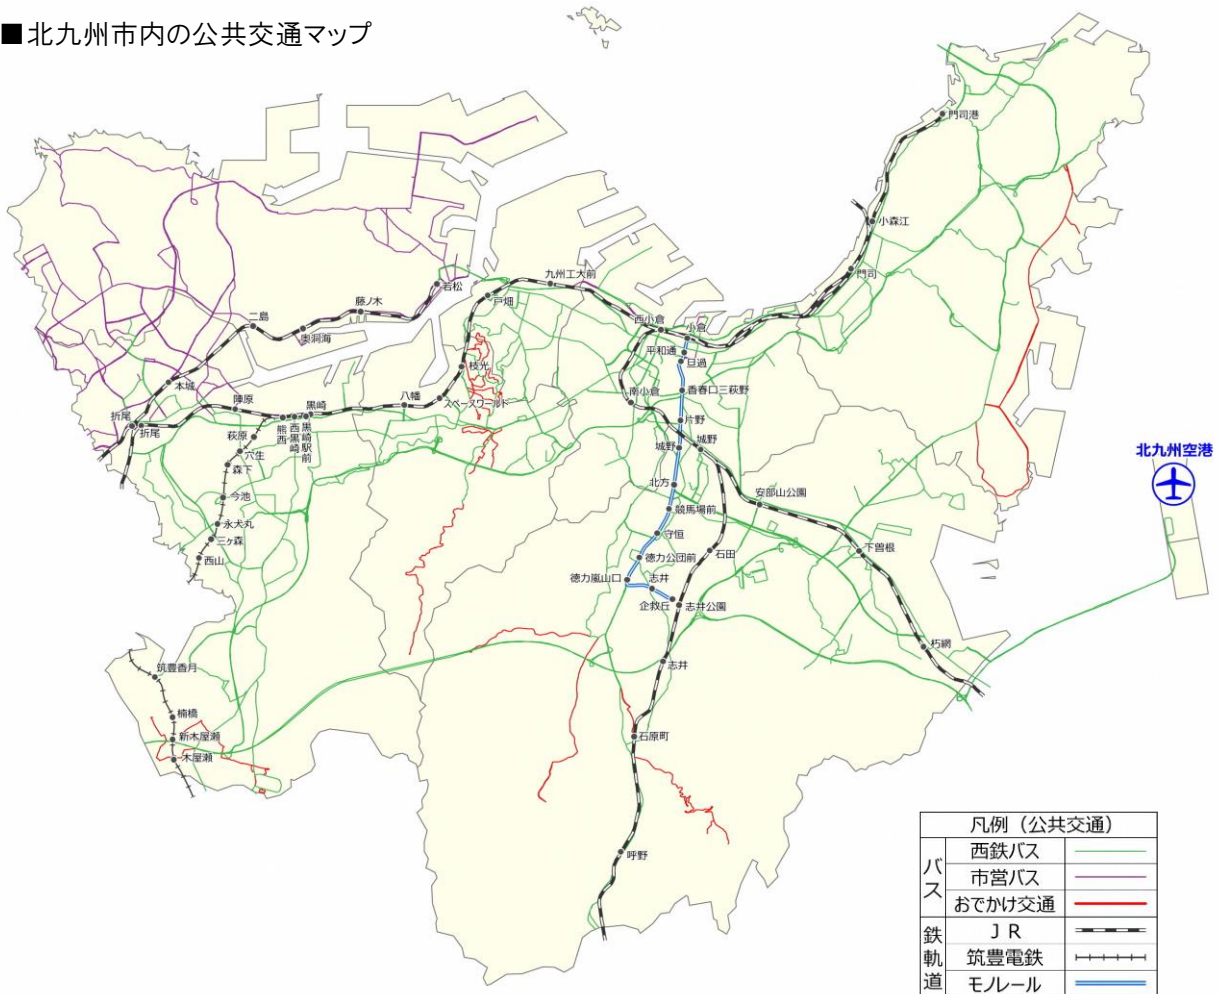 ■北九州市内の公共交通マップ
門司港
小森江
門司
九州工大前
若松
戸畑
藤ノ木
二島
奥洞海
西小倉
小倉
平和通
旦過
枝光
本城
南小倉
香春口三萩野
八幡
スペースワールド
陣原
黒崎
折尾
折尾
熊西
西黒崎
黒崎駅前
片野
萩原
穴生
城野
城野
森下
北九州空港
北方
今池
安部山公園
競馬場前
永犬丸
守恒
三ヶ森
下曽根
石田
徳力公団前
西山
徳力嵐山口
志井
企救丘
志井公園
朽網
志井
筑豊香月
楠橋
新木屋瀬
石原町
木屋瀬
呼野
凡例（公共交通）
バス
西鉄バス
市営バス
おでかけ交通
鉄軌道
ＪＲ
筑豊電鉄
モノレール